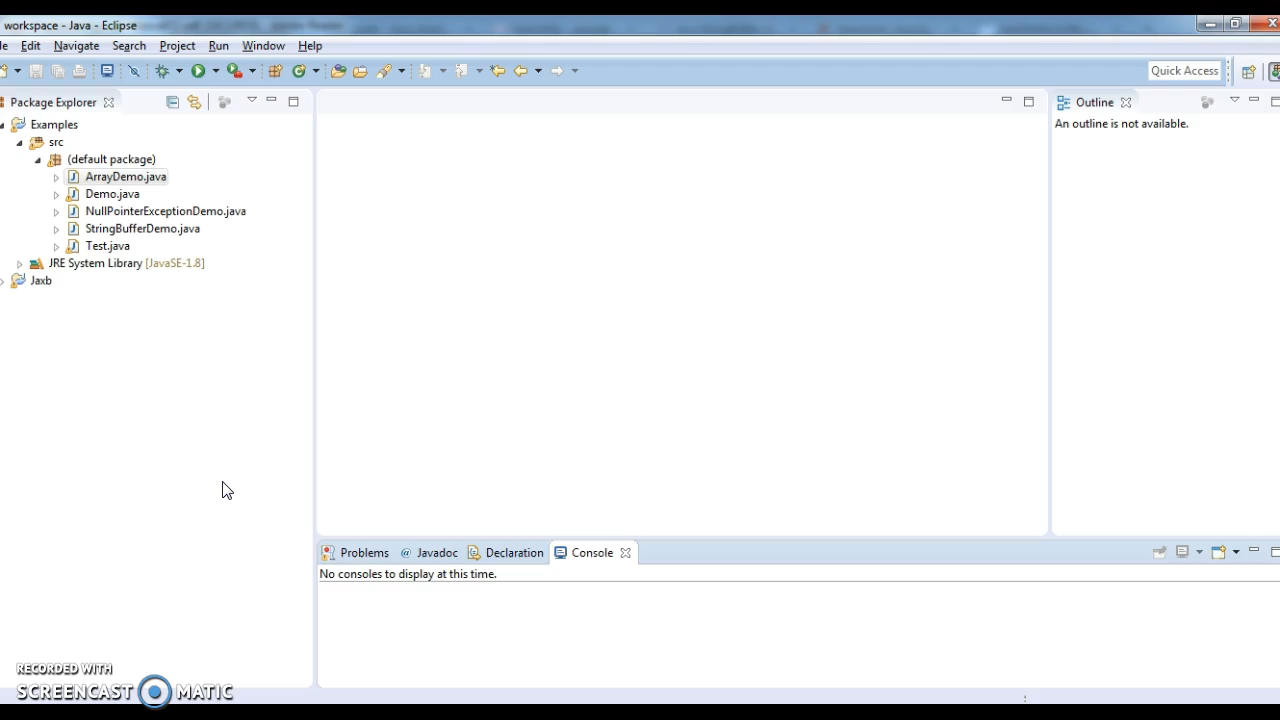 workspace - Java - Eclipse
le Edit Navigate Search Project Run Window Help
Quick Access
Package Explorer
Outline
Examples
An outline is not available.
src
(default package)
ArrayDemo.java
Demo.java
NullPointerExceptionDemo.java
StringBufferDemo.java
Test.java
JRE System Library [JavaSE-1.8]
Jaxb
Problems @ Javadoc Declaration Console
No consoles to display at this time.
RECORDED WITH
SCREENCAST MATIC